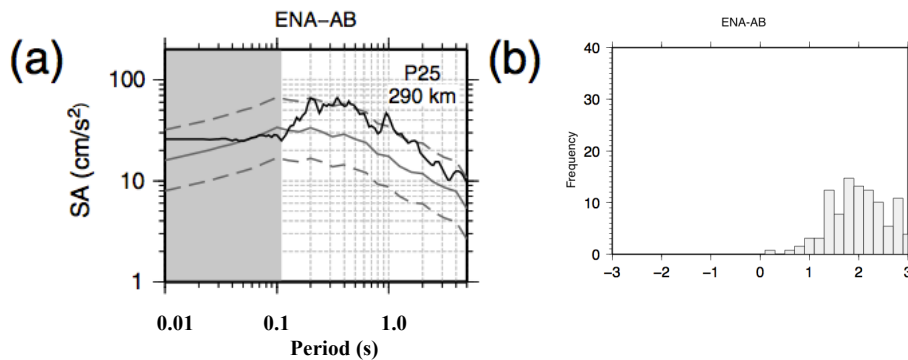 ENA–AB
(a)
P25
290 km
100
10
1
SA (cm/s²)
0.01 0.1 1.0
Period (s)
(b)
ENA-AB
40
30
20
10
0
Frequency
-3 -2 -1 0 1 2 3